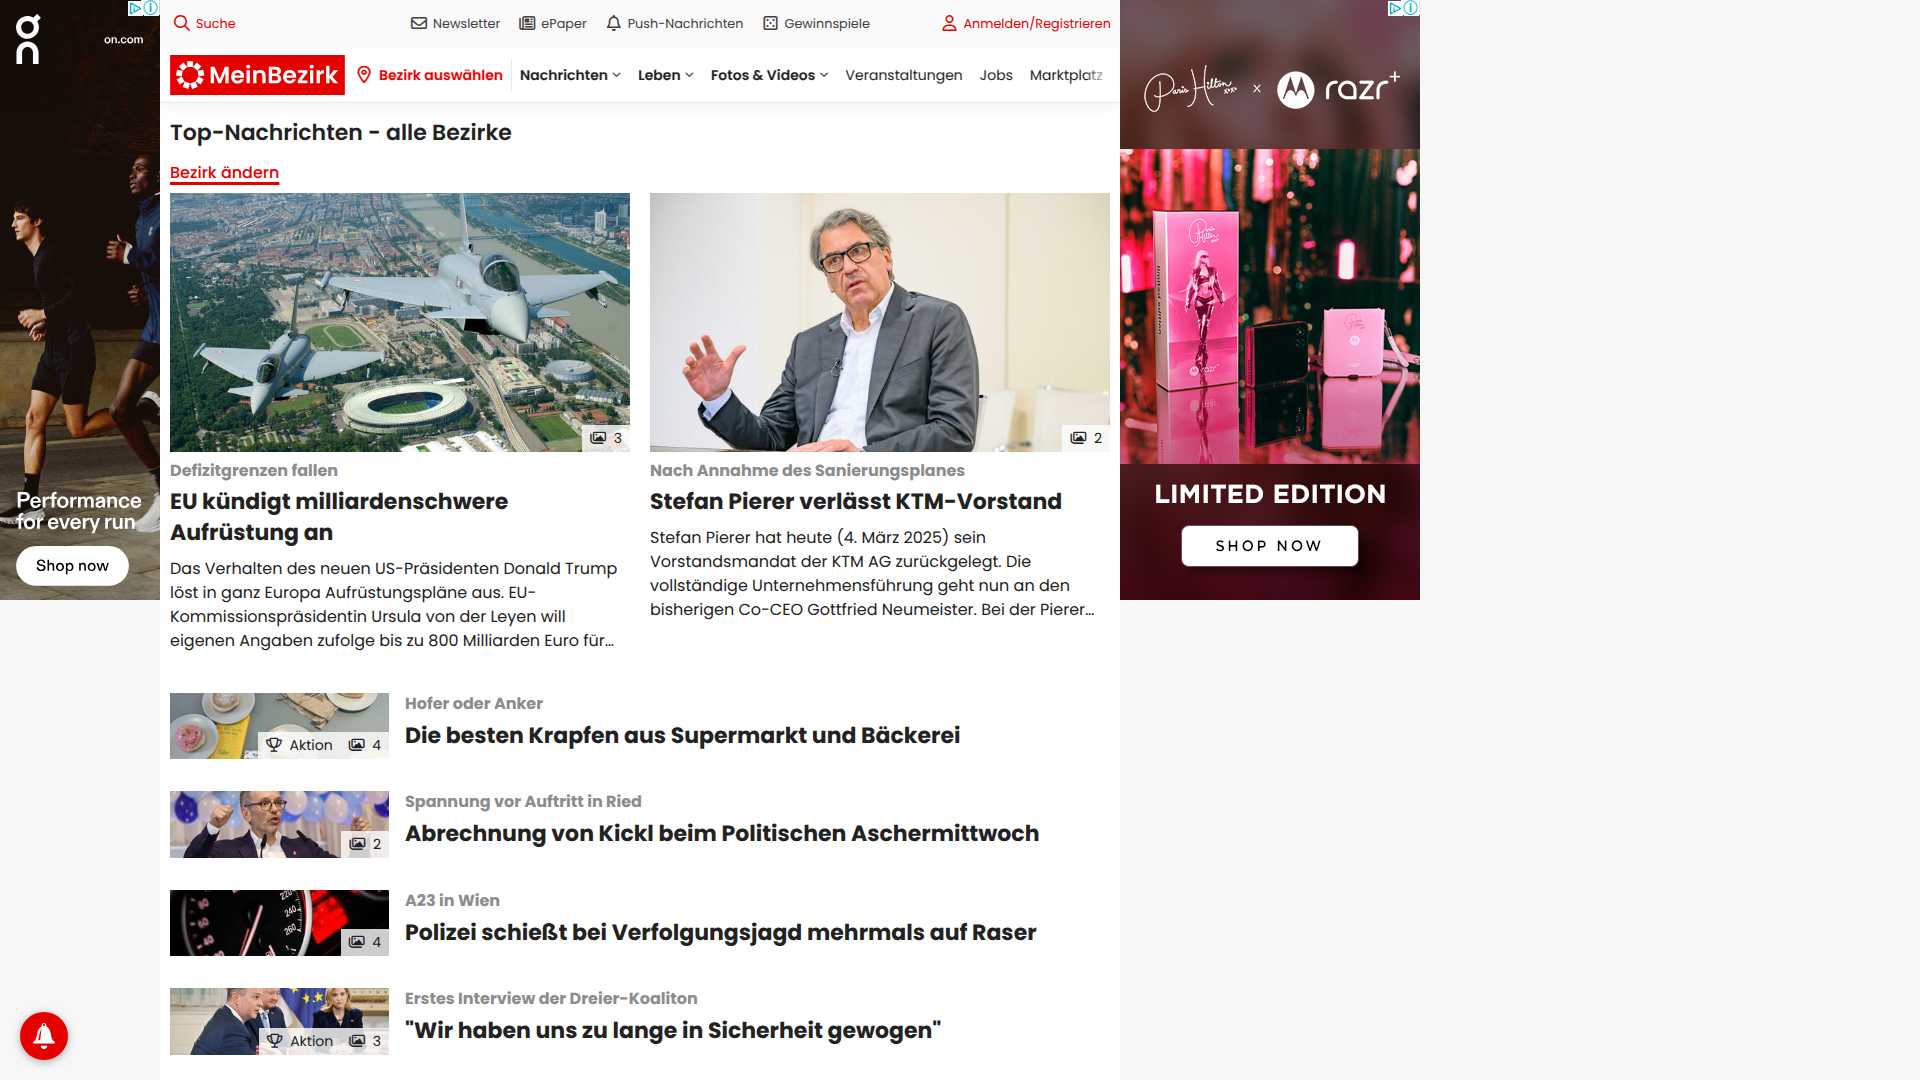 Suche
Newsletter
ePaper
Push-Nachrichten
Gewinnspiele
Anmelden/Registrieren
MeinBezirk
Bezirk auswählen
Nachrichten
Leben
Fotos & Videos
Veranstaltungen
Jobs
Marktplatz
on.com
Performance
for every run
Shop now
Top-Nachrichten - alle Bezirke
Bezirk ändern
3
Defizitgrenzen fallen
EU kündigt milliardenschwere
Aufrüstung an
Das Verhalten des neuen US-Präsidenten Donald Trump
löst in ganz Europa Aufrüstungspläne aus. EU-
Kommissionspräsidentin Ursula von der Leyen will
eigenen Angaben zufolge bis zu 800 Milliarden Euro für...
2
Nach Annahme des Sanierungsplanes
Stefan Pierer verlässt KTM-Vorstand
Stefan Pierer hat heute (4. März 2025) sein
Vorstandsmandat der KTM AG zurückgelegt. Die
vollständige Unternehmensführung geht nun an den
bisherigen Co-CEO Gottfried Neumeister. Bei der Pierer...
Aktion 4
Hofer oder Anker
Die besten Krapfen aus Supermarkt und Bäckerei
2
Spannung vor Auftritt in Ried
Abrechnung von Kickl beim Politischen Aschermittwoch
220
240
260
4
A23 in Wien
Polizei schießt bei Verfolgungsjagd mehrmals auf Raser
Aktion 3
Erstes Interview der Dreier-Koaliton
"Wir haben uns zu lange in Sicherheit gewogen"
Paris Hilton x razr+
LIMITED EDITION
SHOP NOW